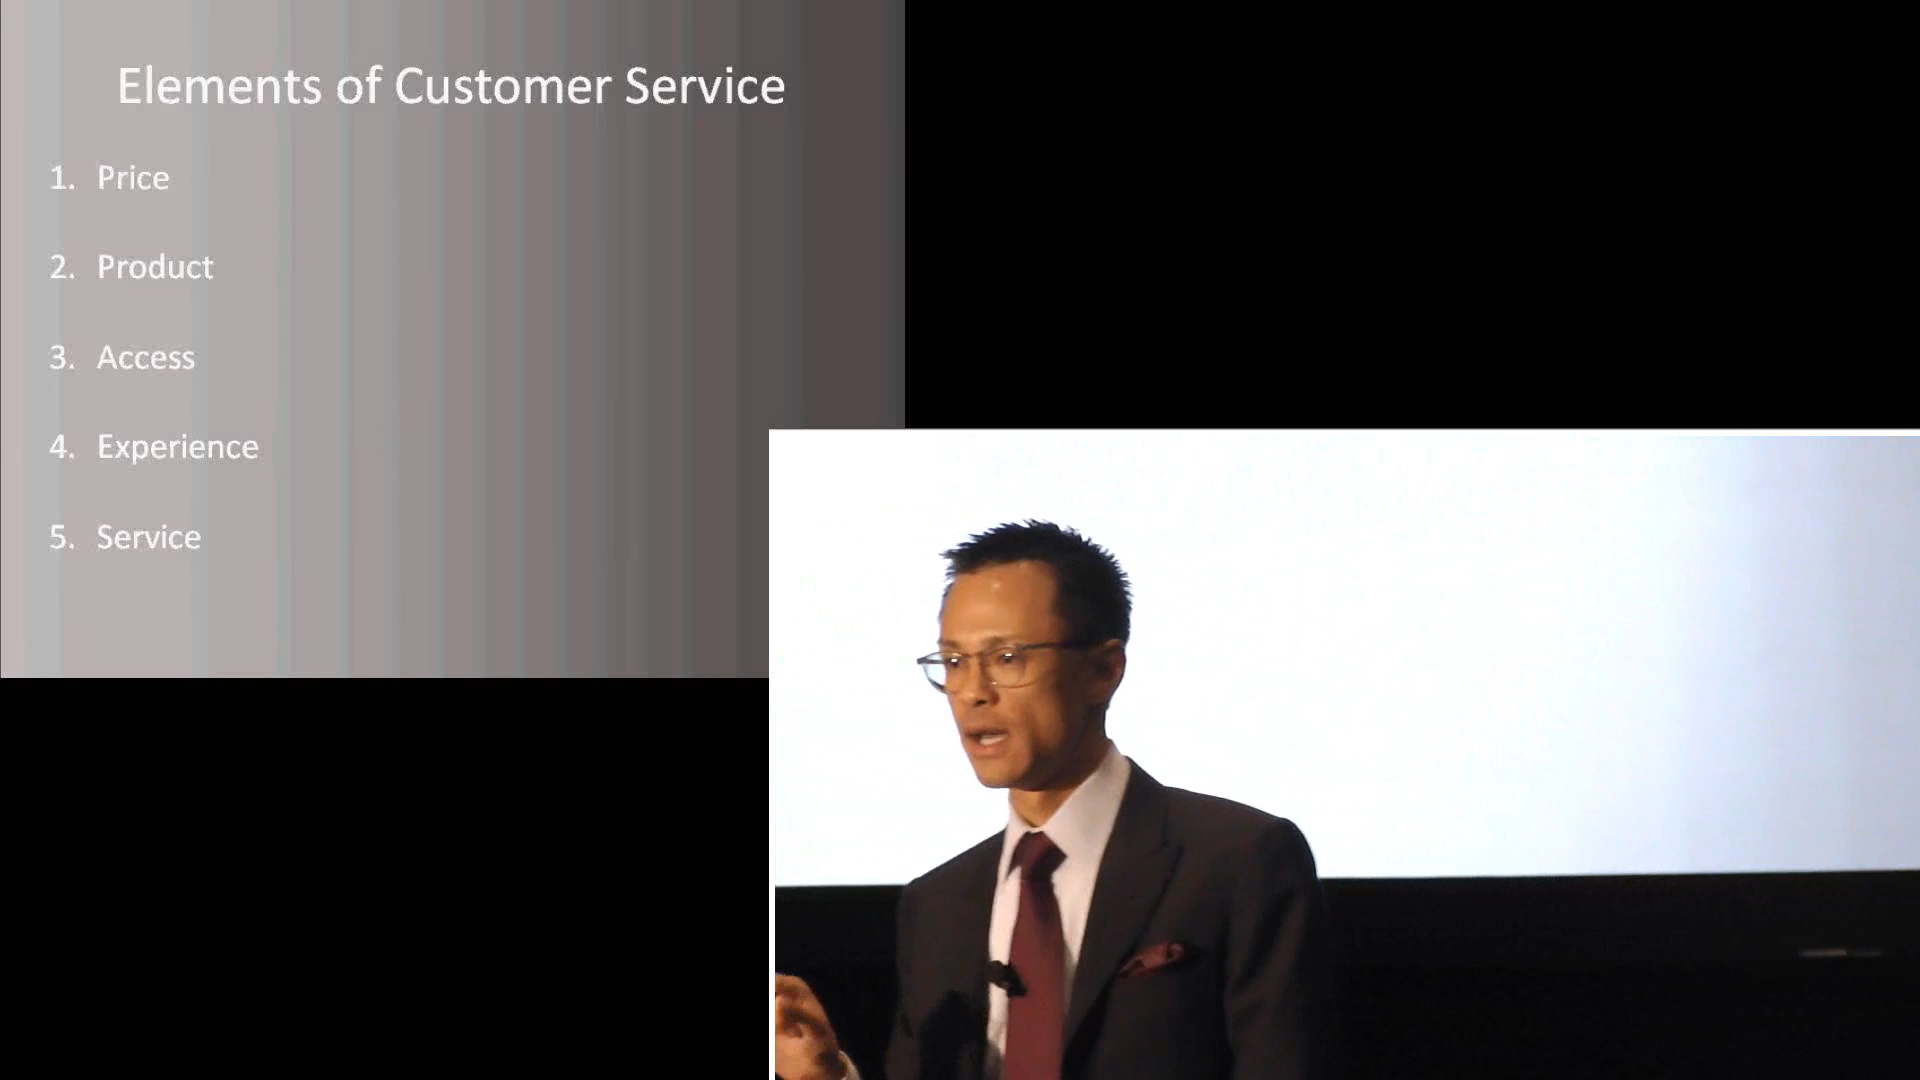 Elements of Customer Service
1. Price
2. Product
3. Access
4. Experience
5. Service